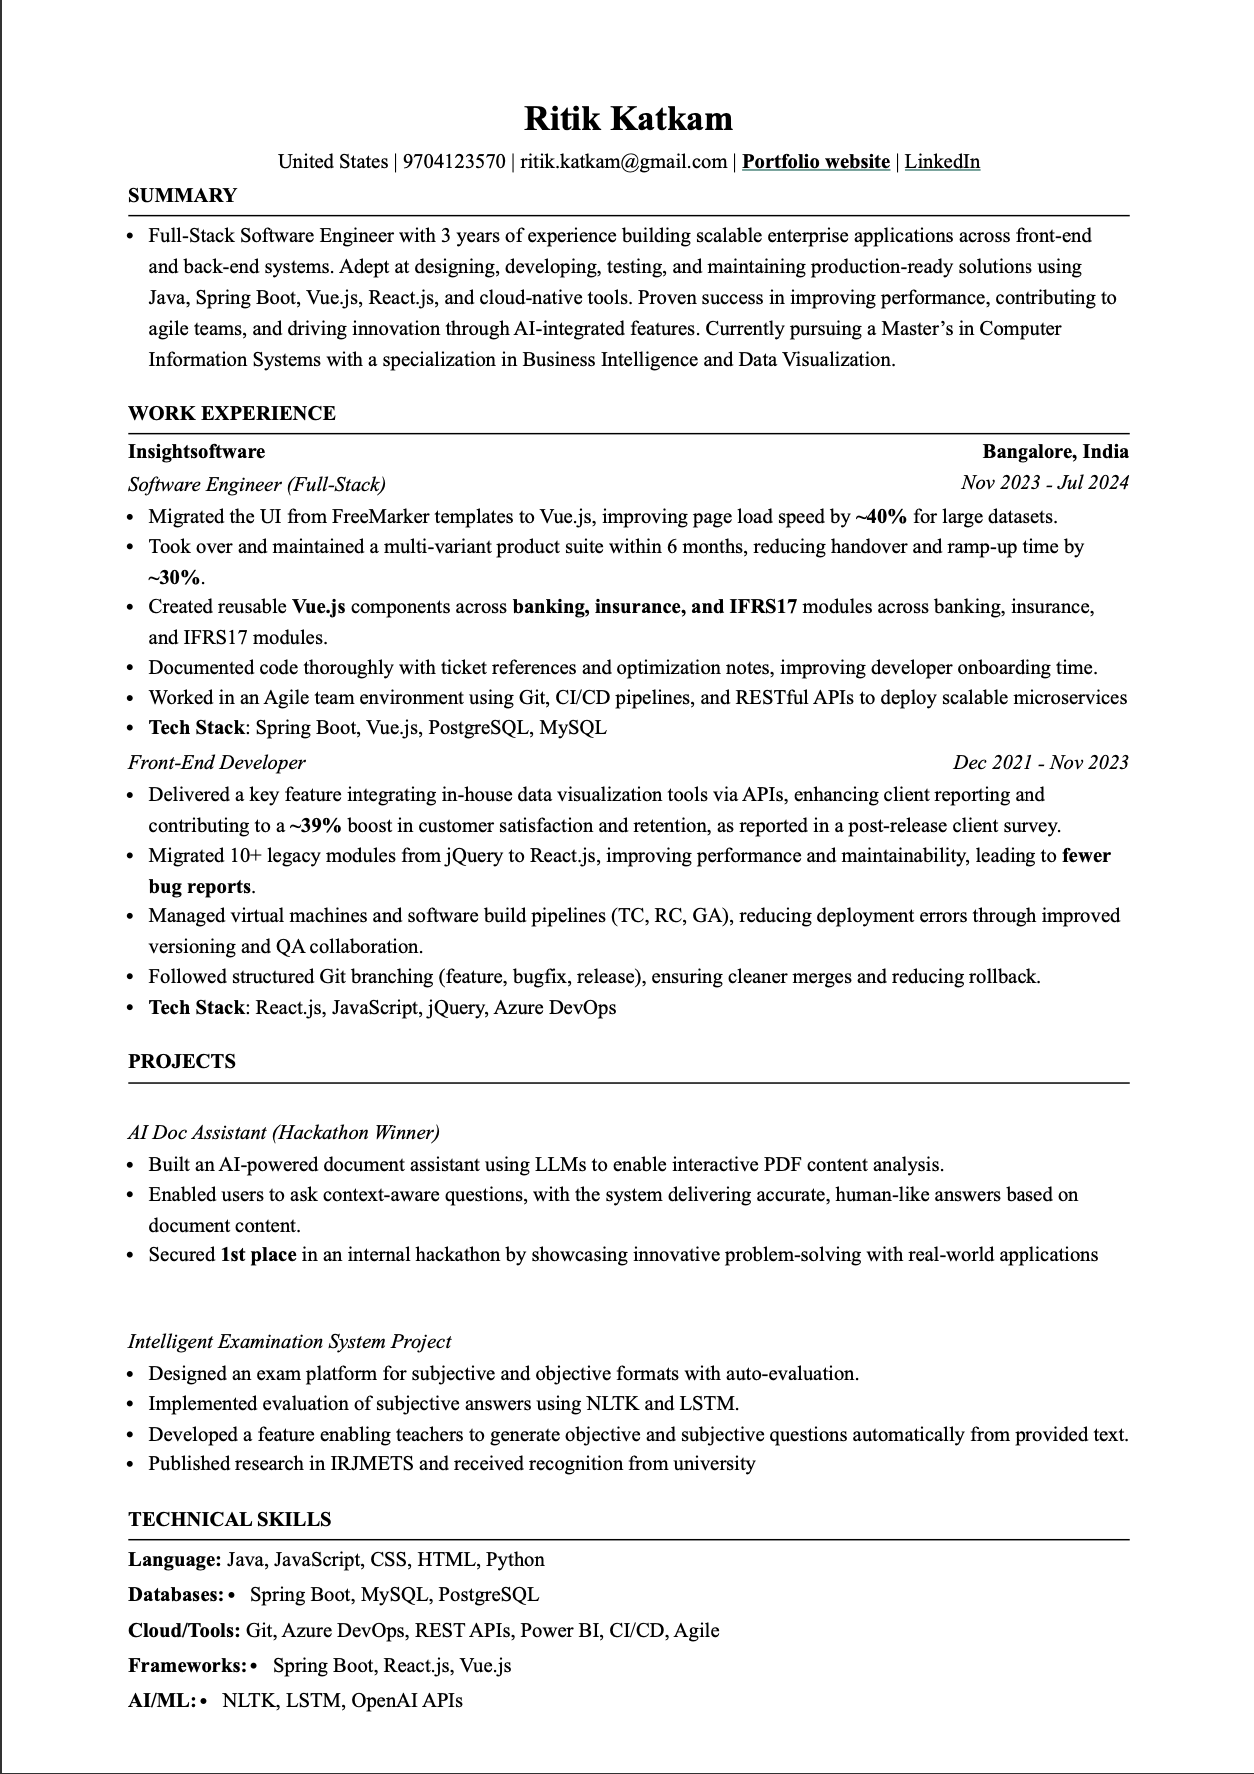 Ritik Katkam
United States | 9704123570 | ritik.katkam@gmail.com | Portfolio website | LinkedIn
SUMMARY
• Full-Stack Software Engineer with 3 years of experience building scalable enterprise applications across front-end
and back-end systems. Adept at designing, developing, testing, and maintaining production-ready solutions using
Java, Spring Boot, Vue.js, React.js, and cloud-native tools. Proven success in improving performance, contributing to
agile teams, and driving innovation through AI-integrated features. Currently pursuing a Master’s in Computer
Information Systems with a specialization in Business Intelligence and Data Visualization.
WORK EXPERIENCE
Insightsoftware Bangalore, India
Software Engineer (Full-Stack) Nov 2023 - Jul 2024
• Migrated the UI from FreeMarker templates to Vue.js, improving page load speed by ~40% for large datasets.
• Took over and maintained a multi-variant product suite within 6 months, reducing handover and ramp-up time by
~30%.
• Created reusable Vue.js components across banking, insurance, and IFRS17 modules across banking, insurance,
and IFRS17 modules.
• Documented code thoroughly with ticket references and optimization notes, improving developer onboarding time.
• Worked in an Agile team environment using Git, CI/CD pipelines, and RESTful APIs to deploy scalable microservices
• Tech Stack: Spring Boot, Vue.js, PostgreSQL, MySQL
Front-End Developer Dec 2021 - Nov 2023
• Delivered a key feature integrating in-house data visualization tools via APIs, enhancing client reporting and
contributing to a ~39% boost in customer satisfaction and retention, as reported in a post-release client survey.
• Migrated 10+ legacy modules from jQuery to React.js, improving performance and maintainability, leading to fewer
bug reports.
• Managed virtual machines and software build pipelines (TC, RC, GA), reducing deployment errors through improved
versioning and QA collaboration.
• Followed structured Git branching (feature, bugfix, release), ensuring cleaner merges and reducing rollback.
• Tech Stack: React.js, JavaScript, jQuery, Azure DevOps
PROJECTS
AI Doc Assistant (Hackathon Winner)
• Built an AI-powered document assistant using LLMs to enable interactive PDF content analysis.
• Enabled users to ask context-aware questions, with the system delivering accurate, human-like answers based on
document content.
• Secured 1st place in an internal hackathon by showcasing innovative problem-solving with real-world applications
Intelligent Examination System Project
• Designed an exam platform for subjective and objective formats with auto-evaluation.
• Implemented evaluation of subjective answers using NLTK and LSTM.
• Developed a feature enabling teachers to generate objective and subjective questions automatically from provided text.
• Published research in IRJMETS and received recognition from university
TECHNICAL SKILLS
Language: Java, JavaScript, CSS, HTML, Python
Databases: • Spring Boot, MySQL, PostgreSQL
Cloud/Tools: Git, Azure DevOps, REST APIs, Power BI, CI/CD, Agile
Frameworks: • Spring Boot, React.js, Vue.js
AI/ML: • NLTK, LSTM, OpenAI APIs